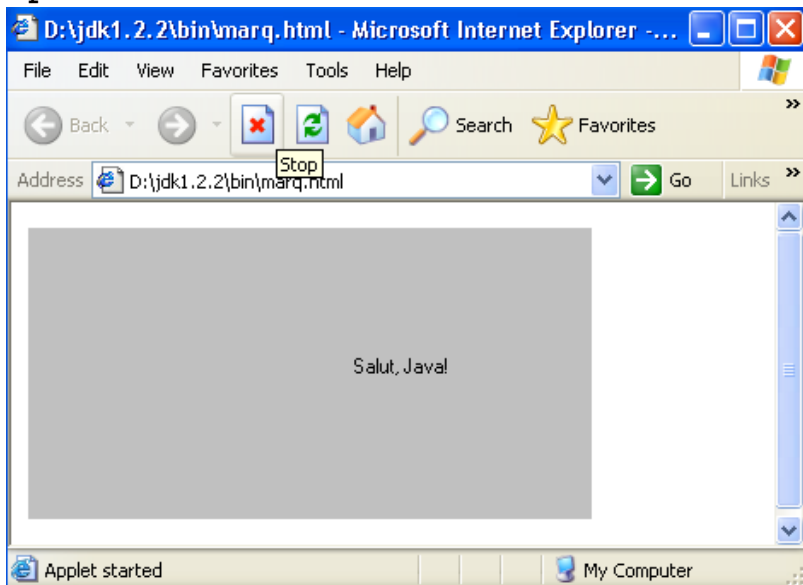 D:\jdk1.2.2\bin\marq.html - Microsoft Internet Explorer -...
File Edit View Favorites Tools Help
Back Search Favorites »
Stop
Address D:\jdk1.2.2\bin\marq.html Go Links »
Salut, Java!
Applet started My Computer